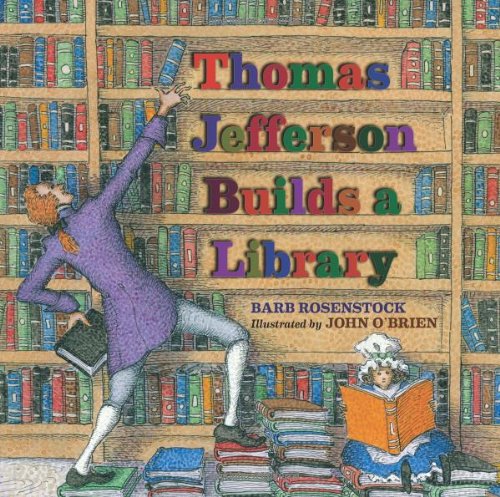 Thomas
Jefferson
Builds a
Library
BARB ROSENSTOCK
Illustrated by JOHN O'BRIEN